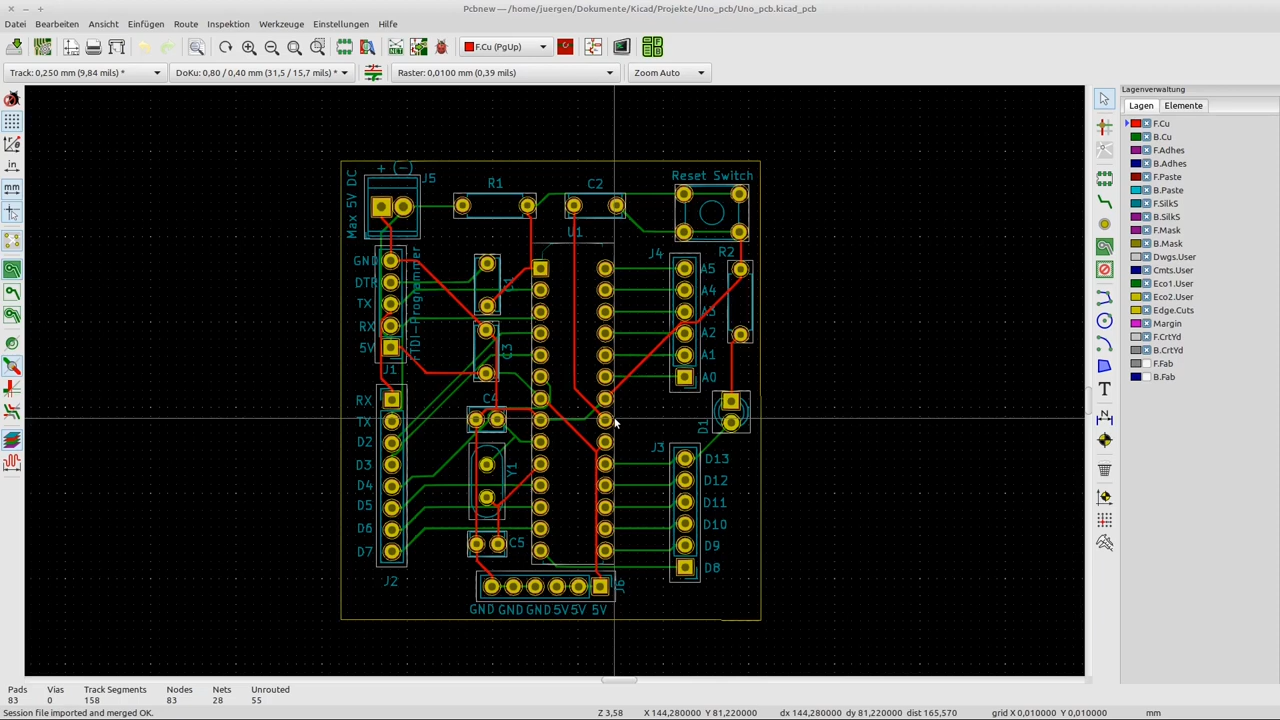 Pcbnew — /home/juergen/Dokumente/Kicad/Projekte/Uno_pcb/Uno_pcb.kicad_pcb
Datei Bearbeiten Ansicht Einfügen Route Inspektion Werkzeuge Einstellungen Hilfe
F.Cu (PgUp)
Track: 0,250 mm (9,84 mils) * DoKu: 0,80 / 0,40 mm (31,5 / 15,7 mils) * Raster: 0,0100 mm (0,39 mils) Zoom Auto
Lagenverwaltung
Lagen Elemente
F.Cu
B.Cu
F.Adhes
B.Adhes
F.Paste
B.Paste
F.SilkS
B.SilkS
F.Mask
B.Mask
Dwgs.User
Cmts.User
Eco1.User
Eco2.User
Edge.Cuts
Margin
F.CrtYd
B.CrtYd
F.Fab
B.Fab
in
mm
+ (-)
J5
Max 5V DC
R1
C2
Reset Switch
U1
J4
R2
GND
DTR
TX
RX
5V
FTDI-Programmer
J1
C3
A5
A4
A3
A2
A1
A0
RX
TX
D2
D3
D4
D5
D6
D7
J2
C4
Y1
C5
D1
J3
D13
D12
D11
D10
D9
D8
J6
GND GND GND 5V 5V 5V
Pads Vias Track Segments Nodes Nets Unrouted
83 0 158 83 28 55
Session file imported and merged OK. Z 3,58 X 144,280000 Y 81,220000 dx 144,280000 dy 81,220000 dist 165,570 grid X 0,010000 Y 0,010000 mm